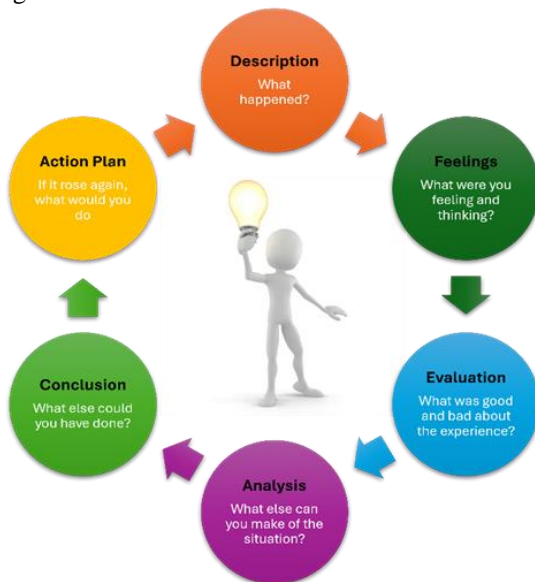 g
Description
What
happened?
Feelings
What were you
feeling and
thinking?
Evaluation
What was good
and bad about
the experience?
Analysis
What else can
you make of the
situation?
Conclusion
What else could
you have done?
Action Plan
If it rose again,
what would you
do